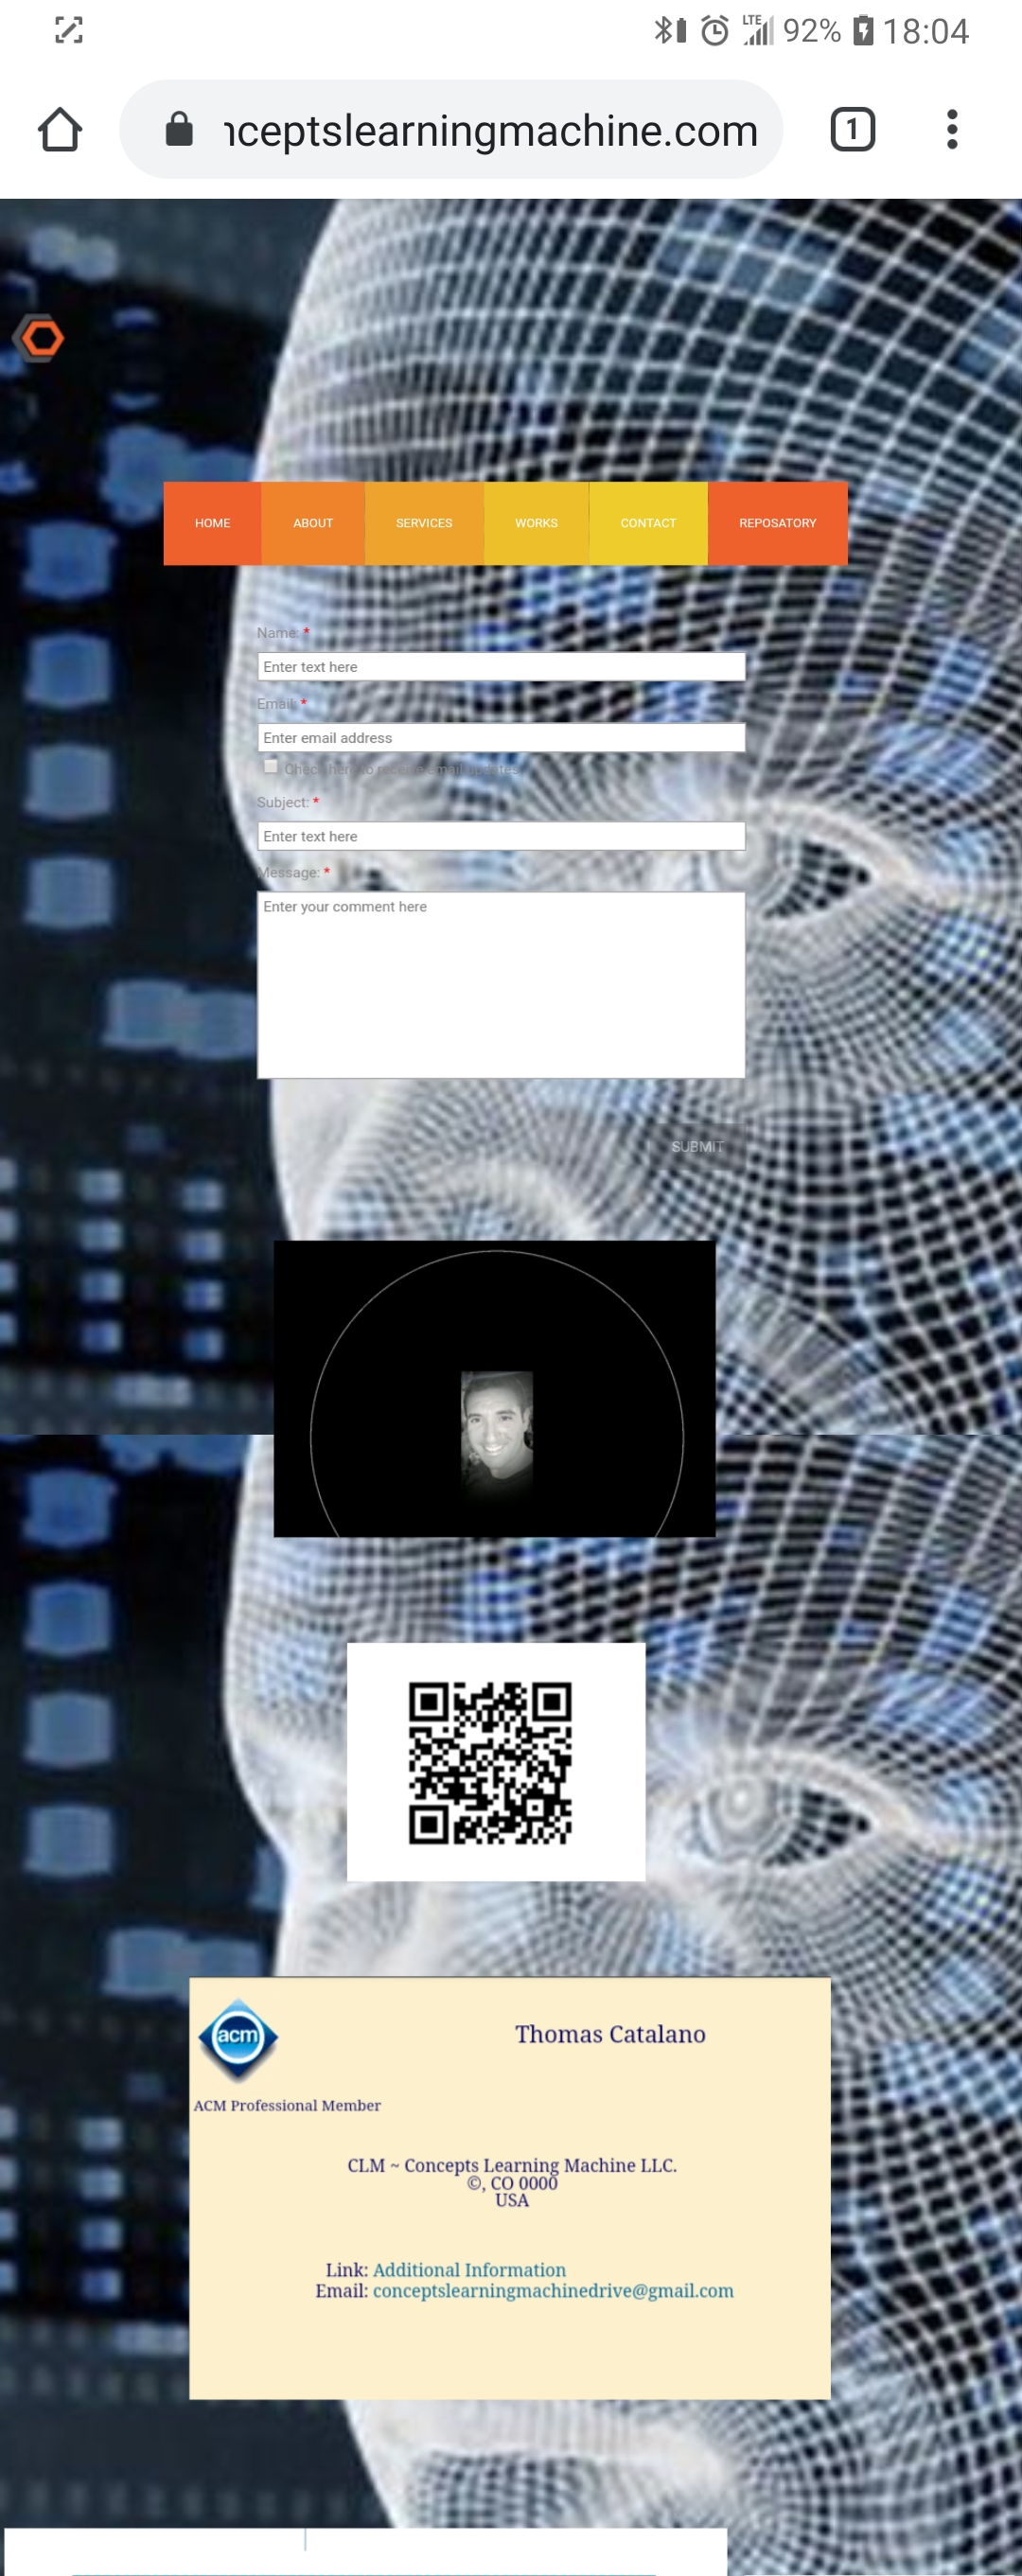 LTE 92% 18:04
nceptslearningmachine.com 1
HOME ABOUT SERVICES WORKS CONTACT REPOSATORY
Name: *
Enter text here
Email: *
Enter email address
Check here to receive email updates
Subject: *
Enter text here
Message: *
Enter your comment here
SUBMIT
acm
Thomas Catalano
ACM Professional Member
CLM ~ Concepts Learning Machine LLC.
©, CO 0000
USA
Link: Additional Information
Email: conceptslearningmachinedrive@gmail.com